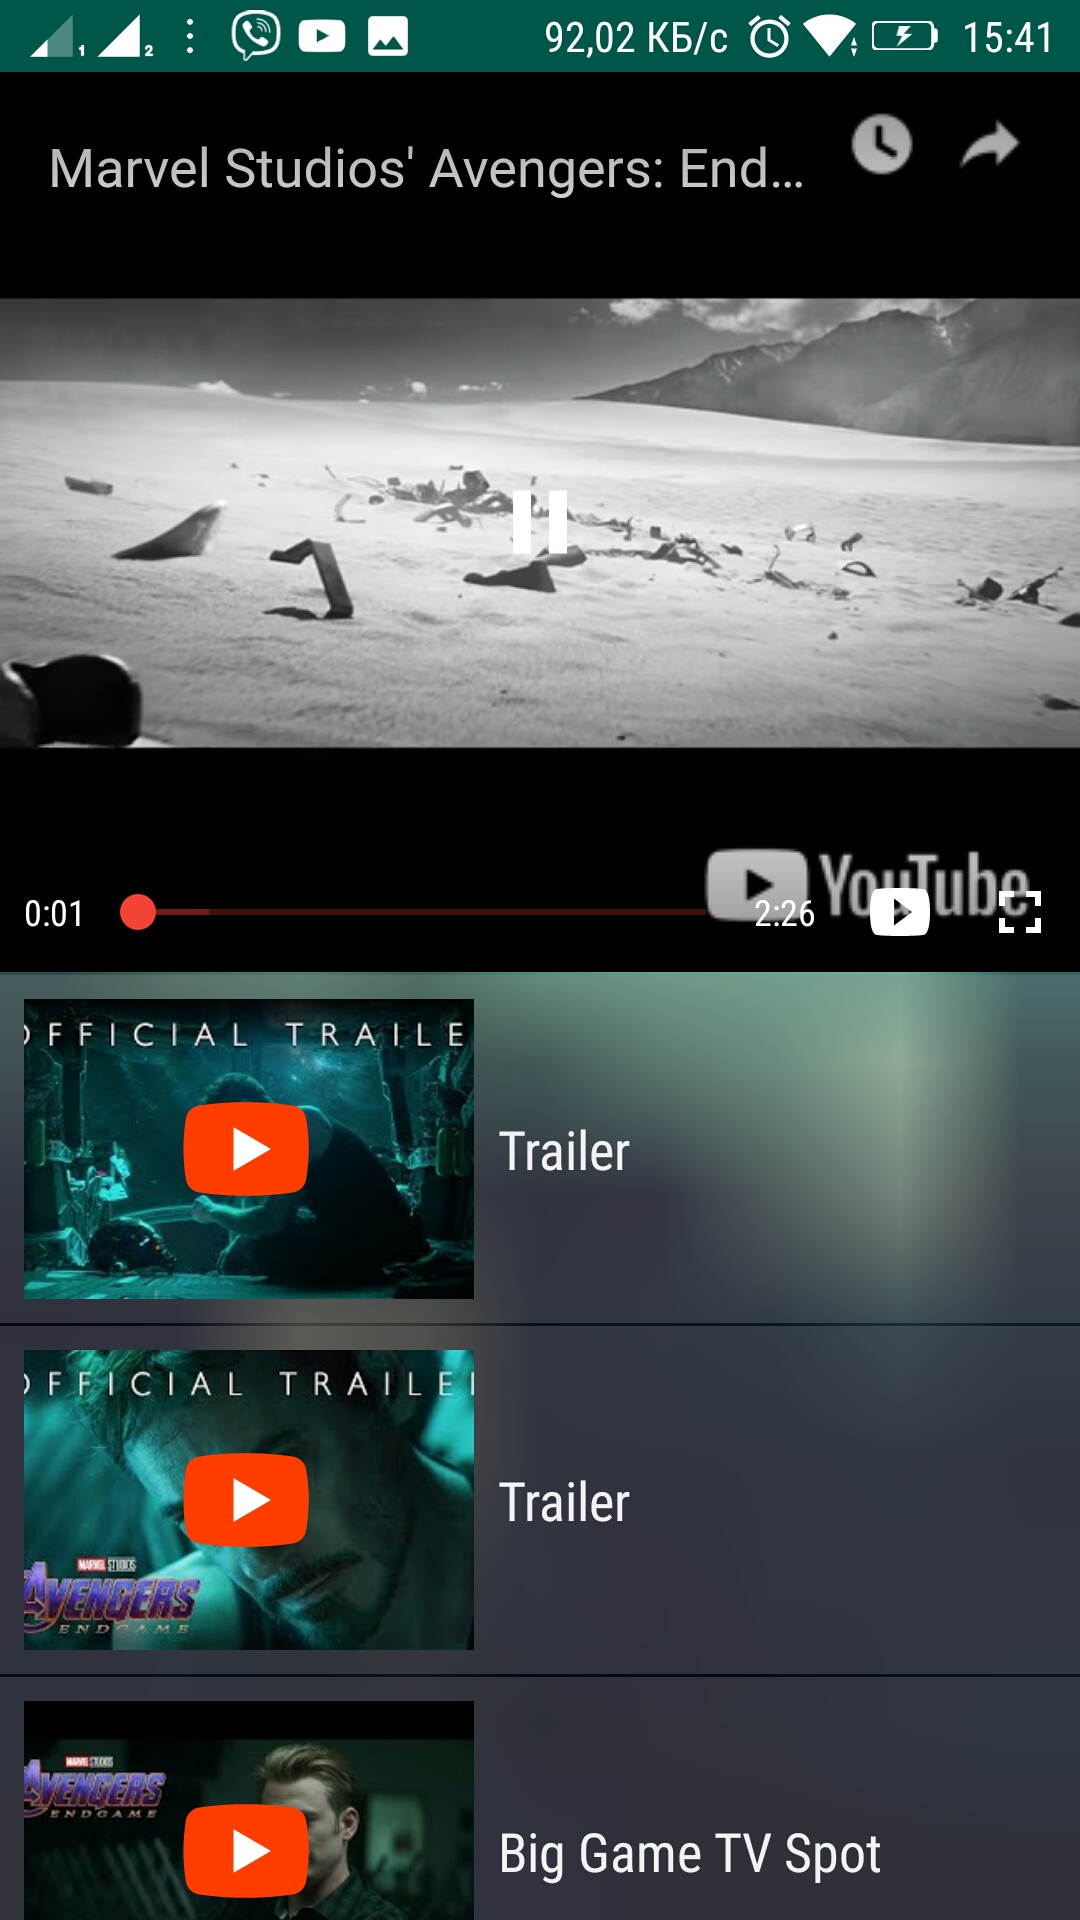 1 2 92,02 КБ/с 15:41
Marvel Studios' Avengers: End...
YouTube
0:01 2:26
OFFICIAL TRAILE
Trailer
OFFICIAL TRAILE
Trailer
MARVEL STUDIOS
AVENGERS
ENDGAME
MARVEL STUDIOS
AVENGERS
ENDGAME
Big Game TV Spot